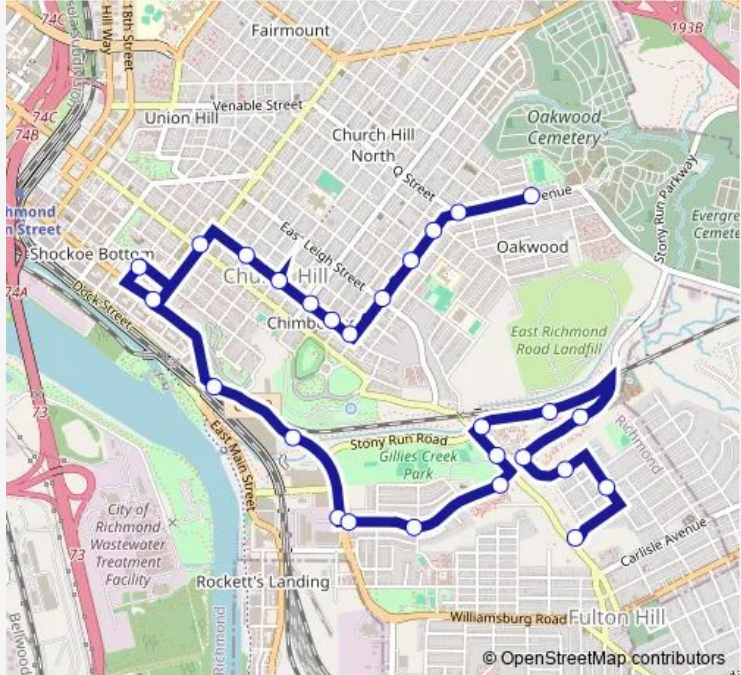 74C
18th Street
Hill Way
Fairmount
193B
Venable Street
Union Hill
74C
74B
Oakwood
Cemetery
Church Hill
North
Q Street
enue
Stony Run Parkway
Evergre
Cemete
hmond
n Street
East Leigh Street
Oakwood
Shockoe Bottom
Church Hill
74A
Dock Street
Chimbo
East Richmond
Road Landfill
73
Richmond
East Main Street
Stony Run Road
Gillies Creek
Park
City of
Richmond
Wastewater
Treatment
Facility
73
Carlisle Avenue
Rockett's Landing
Richmond
Bellwood
Williamsburg Road
Fulton Hill
© OpenStreetMap contributors